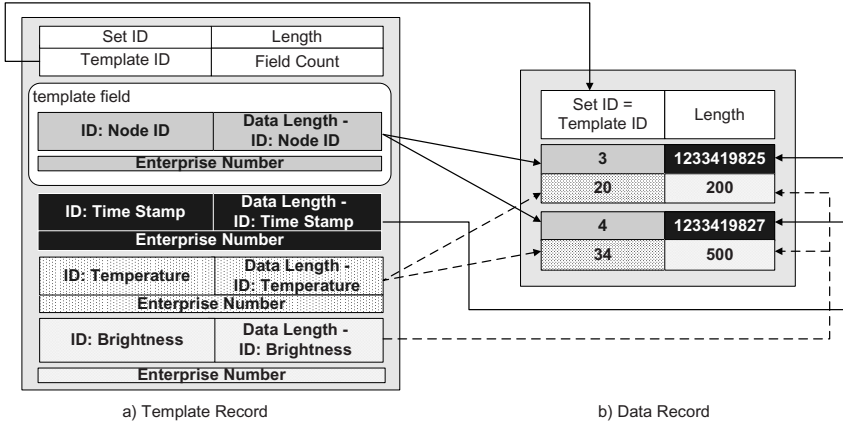 Set ID Length
Template ID Field Count
template field
ID: Node ID
Data Length -
ID: Node ID
Enterprise Number
ID: Time Stamp
Data Length -
ID: Time Stamp
Enterprise Number
ID: Temperature
Data Length -
ID: Temperature
Enterprise Number
ID: Brightness
Data Length -
ID: Brightness
Enterprise Number
a) Template Record
Set ID =
Template ID
Length
3 1233419825
20 200
4 1233419827
34 500
b) Data Record